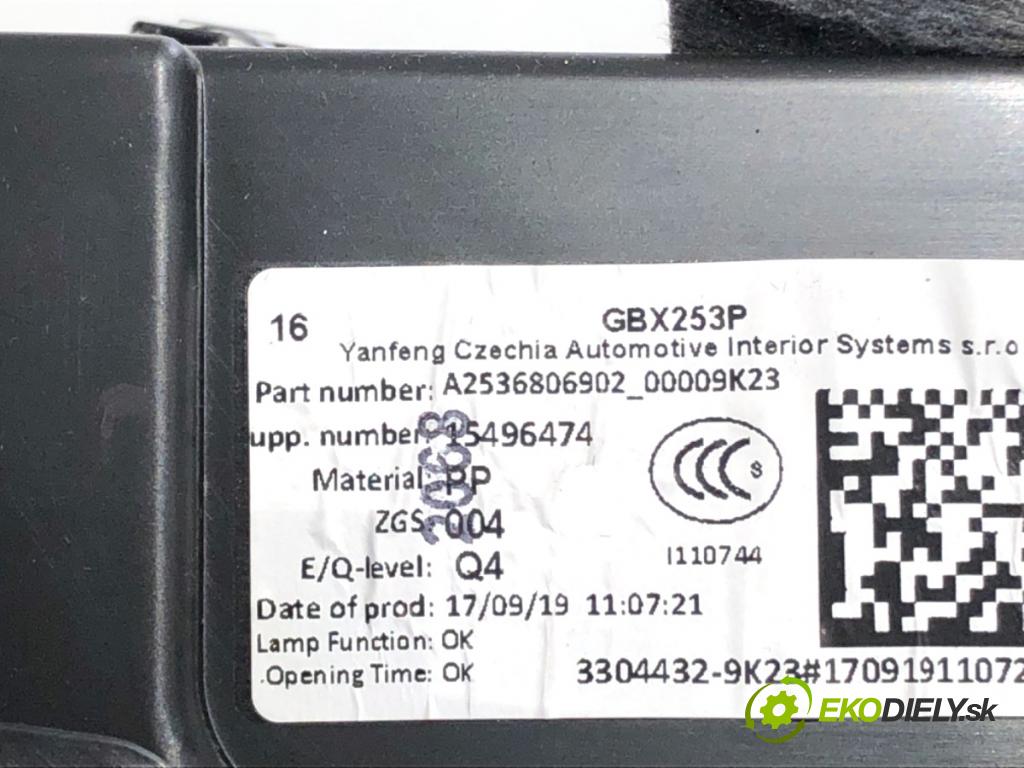 16
GBX253P
Yanfeng Czechia Automotive Interior Systems s.r.o
Part number: A2536806902_00009K23
upp. number: 15496474
Material: PP
ZGS: 004
E/Q-level: Q4
Date of prod: 17/09/19 11:07:21
Lamp Function: OK
Opening Time: OK
CCC S
I110744
3304432-9K23#17091911072
EKODIELY.sk